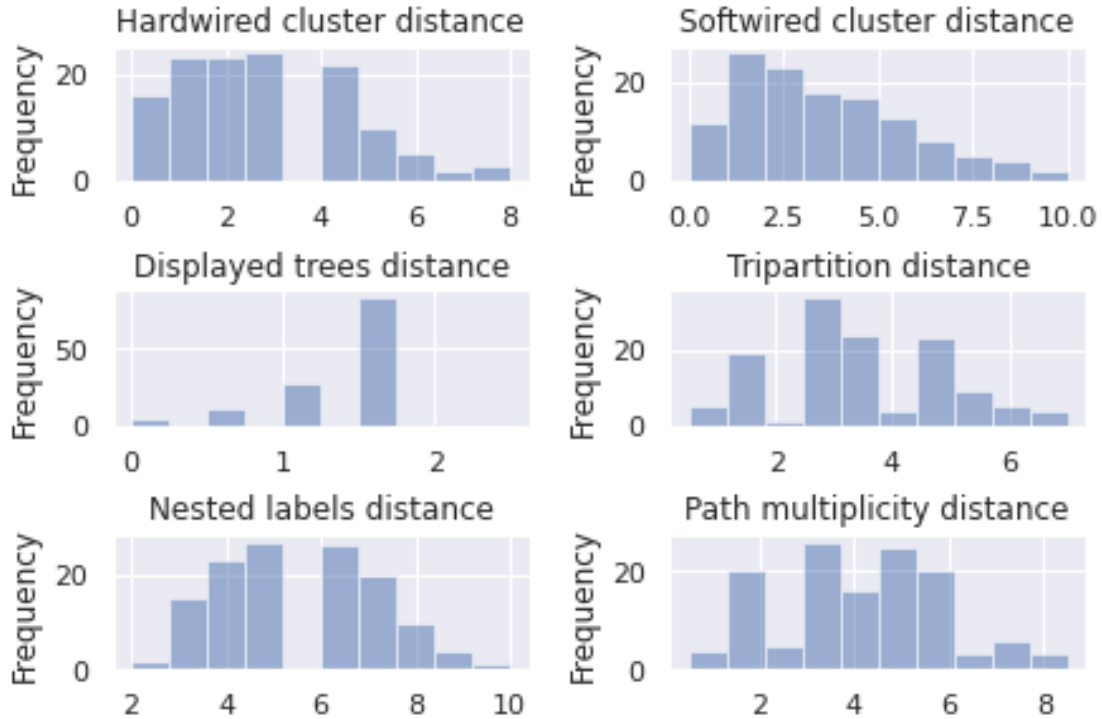 Hardwired cluster distance
Softwired cluster distance
Frequency
20
0
0 2 4 6 8
Frequency
20
0
0.0 2.5 5.0 7.5 10.0
Displayed trees distance
Tripartition distance
Frequency
50
0
0 1 2
Frequency
20
0
2 4 6
Nested labels distance
Path multiplicity distance
Frequency
20
0
2 4 6 8 10
Frequency
20
0
2 4 6 8